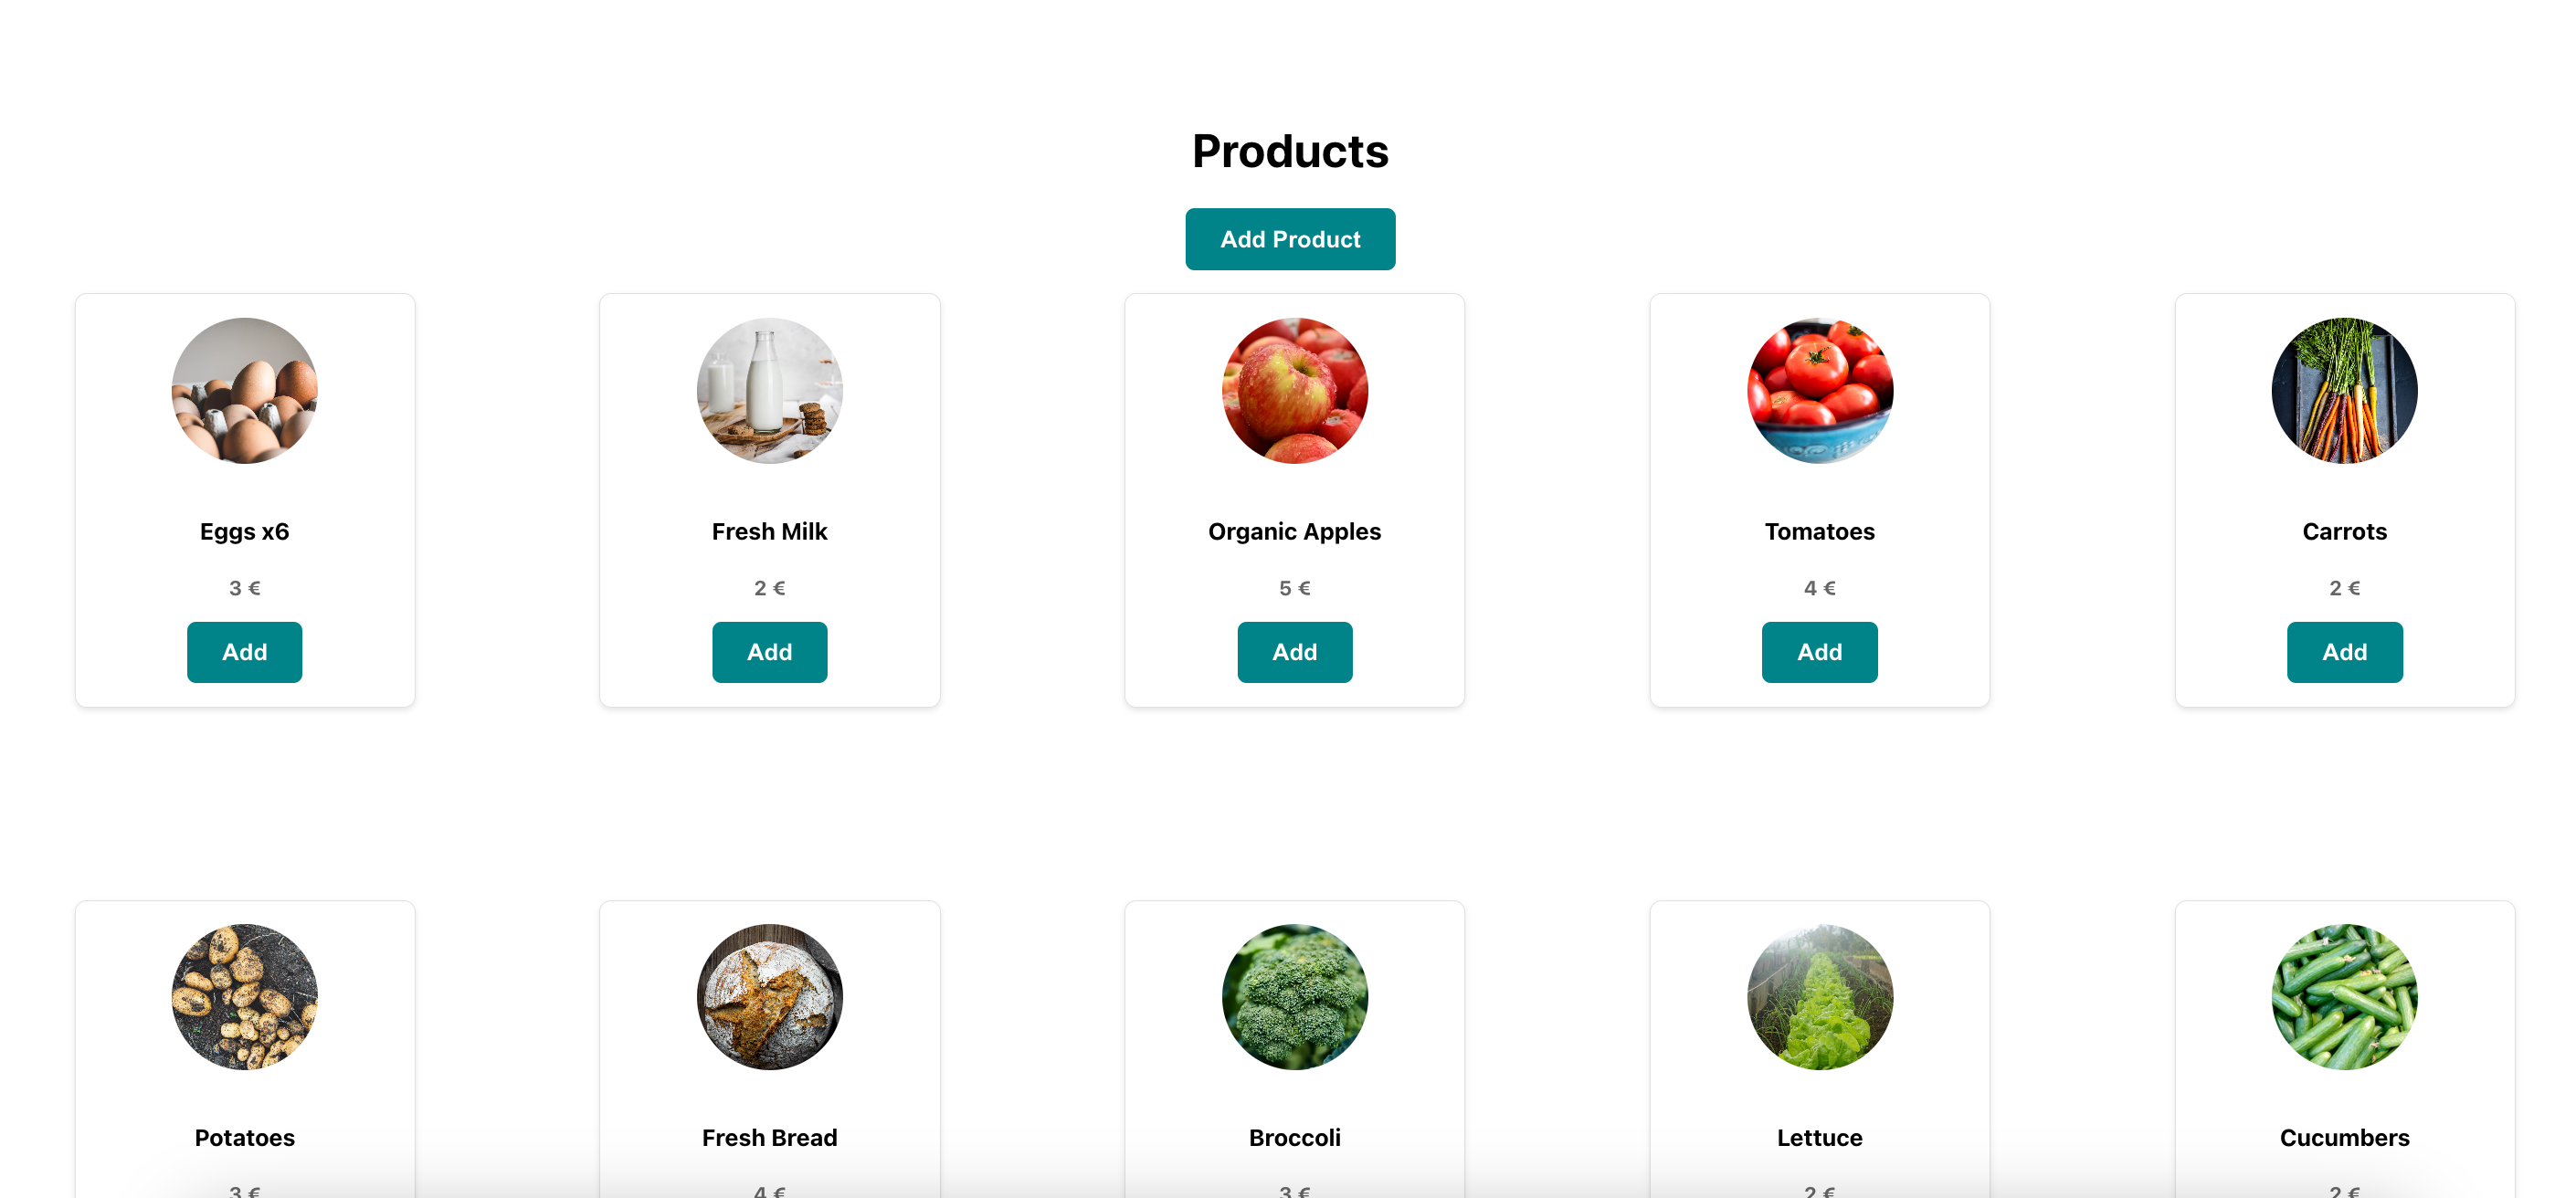 Products
Add Product
Eggs x6
Fresh Milk
Organic Apples
Tomatoes
Carrots
3 €
2 €
5 €
4 €
2 €
Add
Add
Add
Add
Add
Potatoes
Fresh Bread
Broccoli
Lettuce
Cucumbers
3 €
4 €
3 €
2 €
2 €